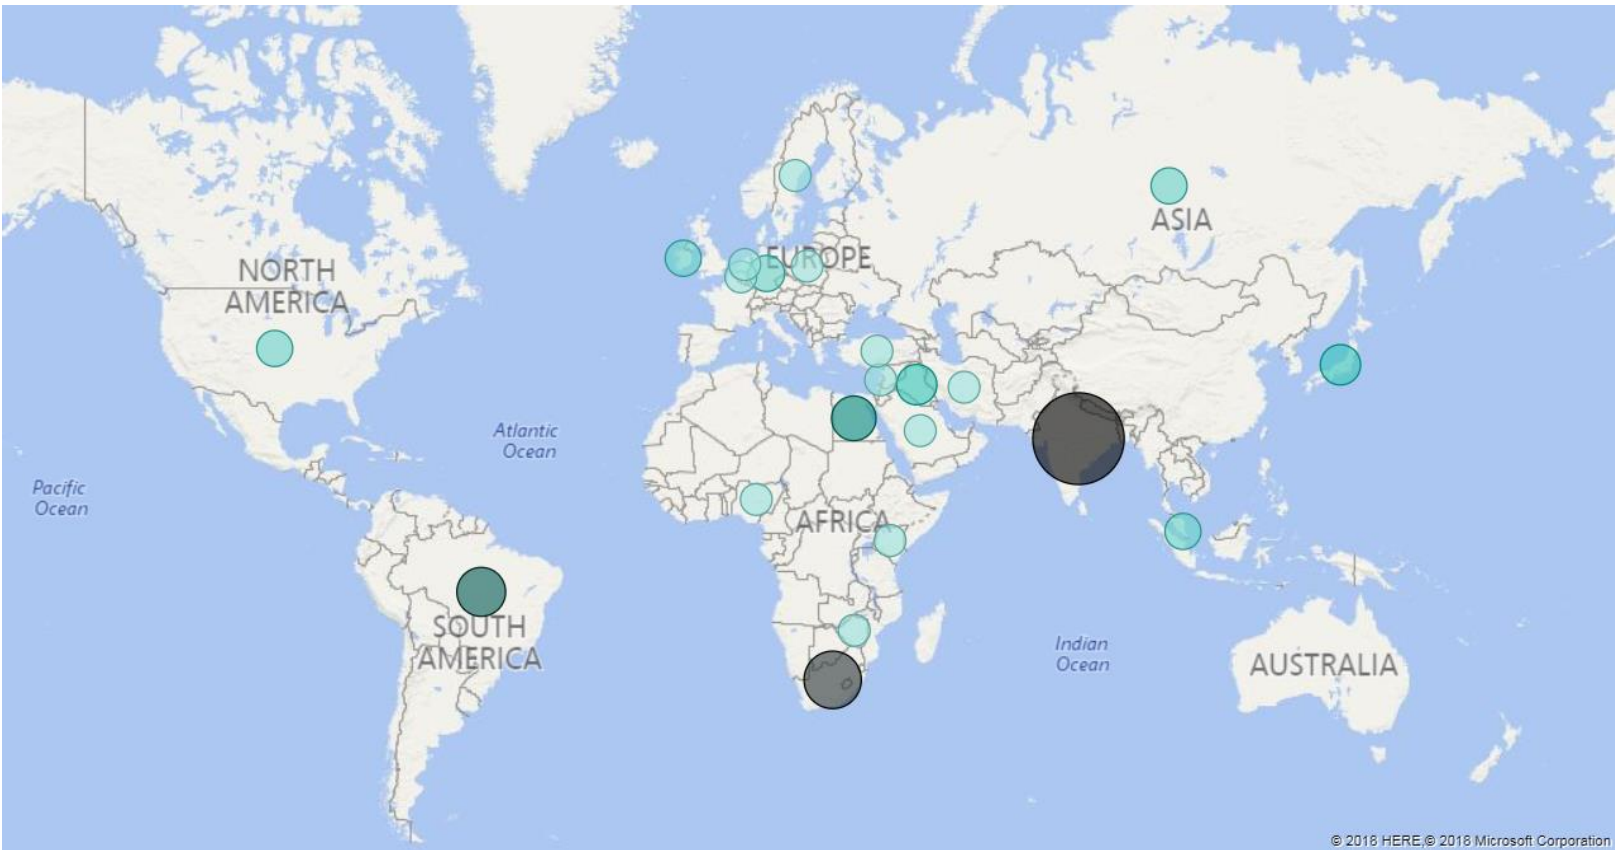 ASIA
EUROPE
NORTH
AMERICA
Atlantic
Ocean
Pacific
Ocean
AFRICA
SOUTH
AMERICA
Indian
Ocean
AUSTRALIA
© 2018 HERE,© 2018 Microsoft Corporation